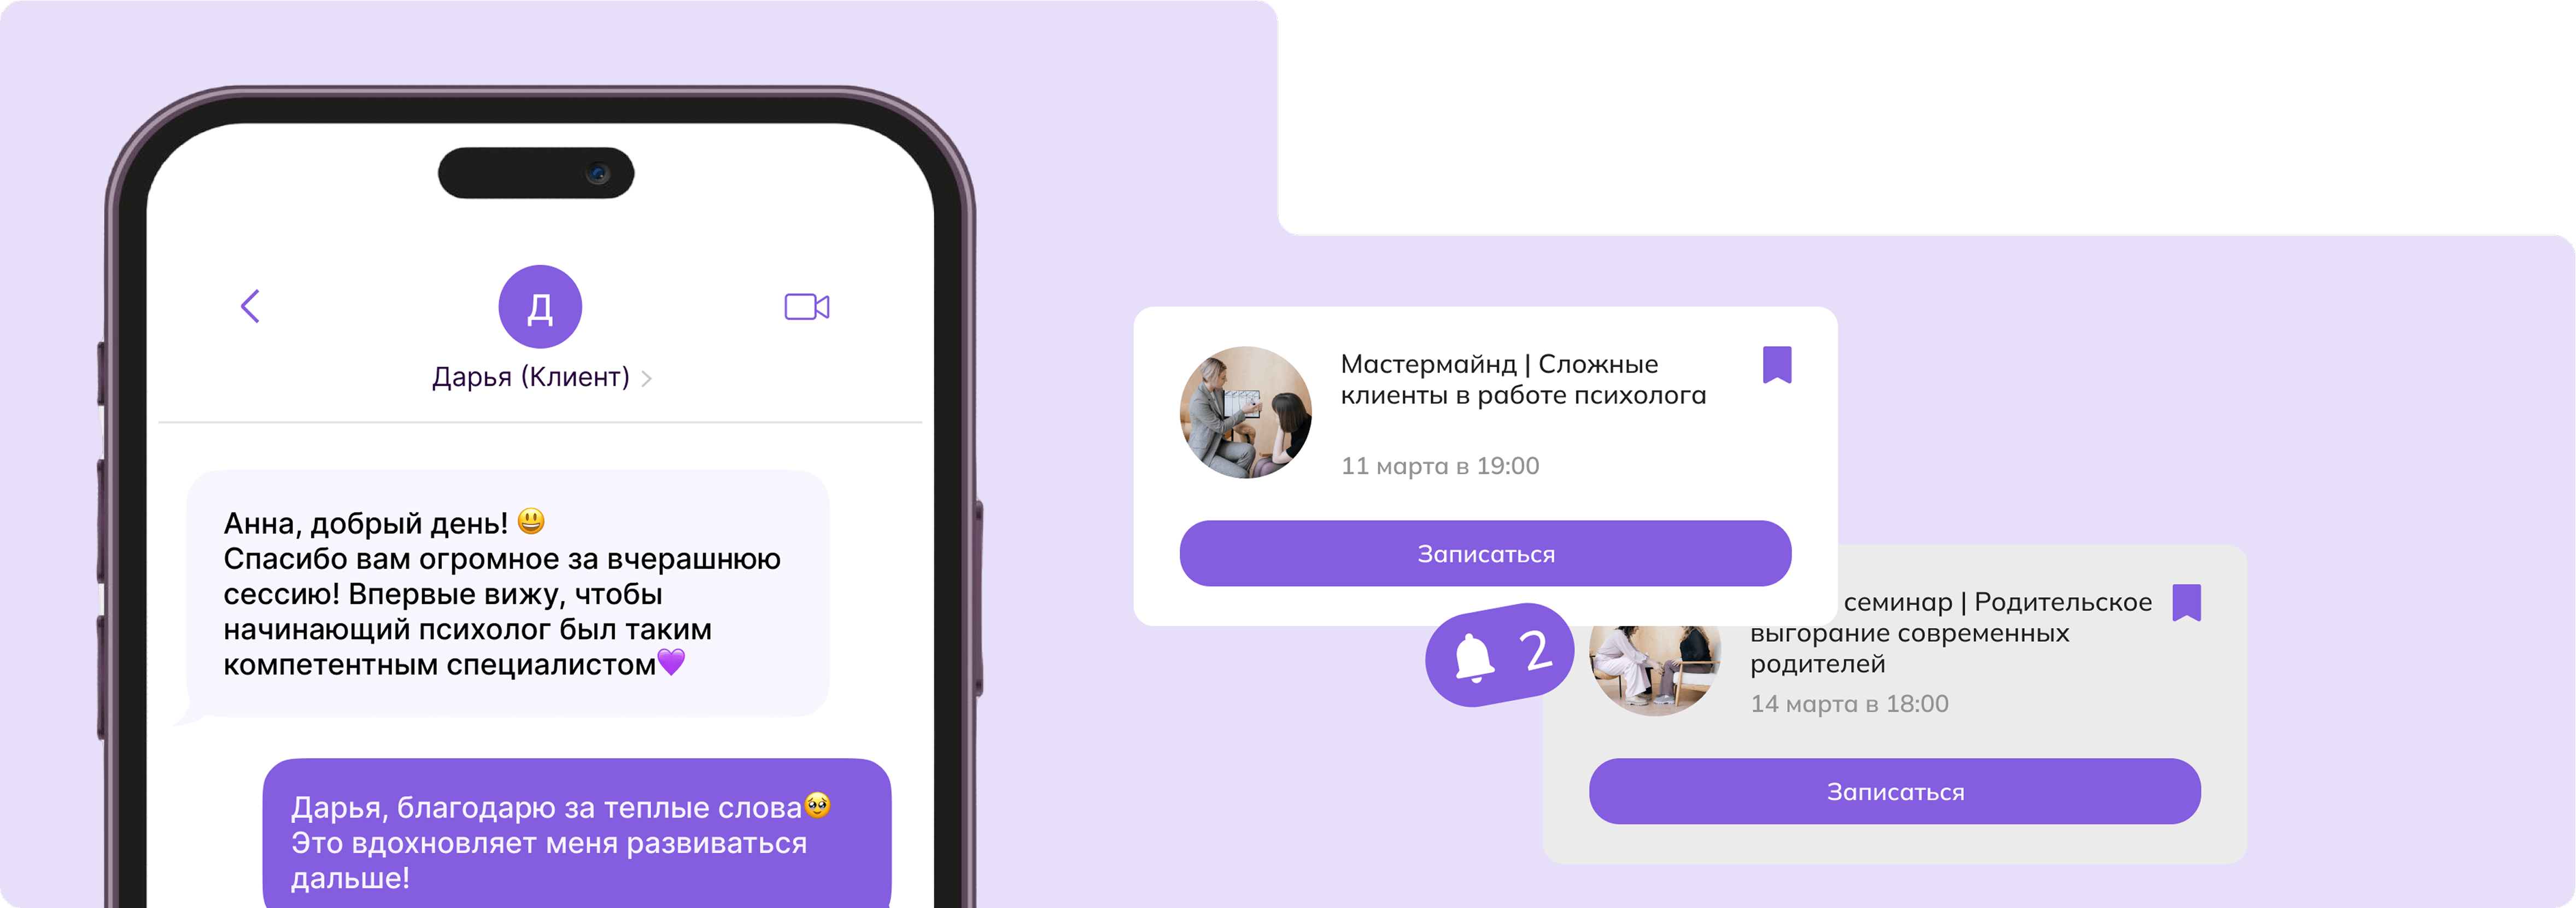 Д
Дарья (Клиент)
Анна, добрый день! 😃
Спасибо вам огромное за вчерашнюю
сессию! Впервые вижу, чтобы
начинающий психолог был таким
компетентным специалистом💜
Дарья, благодарю за теплые слова🥹
Это вдохновляет меня развиваться
дальше!
Мастермайнд | Сложные
клиенты в работе психолога
11 марта в 19:00
Записаться
2
семинар | Родительское
выгорание современных
родителей
14 марта в 18:00
Записаться